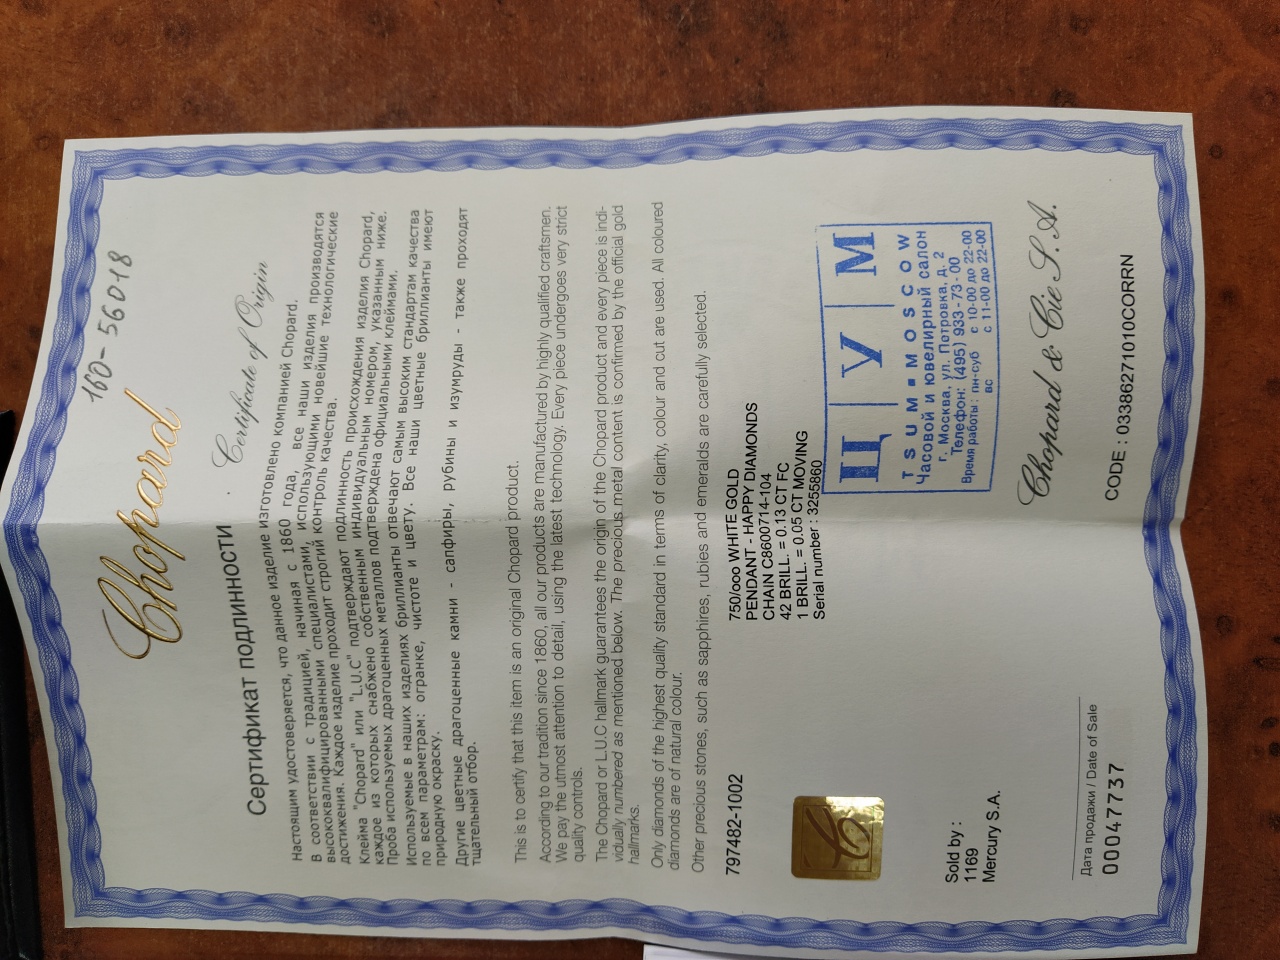 160-56018
Chopard
Сертификат подлинности
Certificate of Origin
Настоящим удостоверяется, что данное изделие изготовлено компанией Chopard.
В соответствии с традицией, начиная с 1860 года, все наши изделия производятся
высококвалифицированными специалистами, использующими новейшие технологические
достижения. Каждое изделие проходит строгий контроль качества.
Клейма "Chopard" или "L.U.C" подтверждают подлинность происхождения изделия Chopard,
каждое из которых снабжено собственным индивидуальным номером, указанным ниже.
Проба используемых драгоценных металлов подтверждена официальными клеймами.
Используемые в наших изделиях бриллианты отвечают самым высоким стандартам качества
по всем параметрам: огранке, чистоте и цвету. Все наши цветные бриллианты имеют
природную окраску.
Другие цветные драгоценные камни - сапфиры, рубины и изумруды - также проходят
тщательный отбор.
This is to certify that this item is an original Chopard product.
According to our tradition since 1860, all our products are manufactured by highly qualified craftsmen.
We pay the utmost attention to detail, using the latest technology. Every piece undergoes very strict
quality controls.
The Chopard or L.U.C hallmark guarantees the origin of the Chopard product and every piece is indi-
vidually numbered as mentioned below. The precious metal content is confirmed by the official gold
hallmarks.
Only diamonds of the highest quality standard in terms of clarity, colour and cut are used. All coloured
diamonds are of natural colour.
Other precious stones, such as sapphires, rubies and emeralds are carefully selected.
797482-1002
750/ooo WHITE GOLD
PENDANT - HAPPY DIAMONDS
CHAIN C8600714-104
42 BRILL. = 0.13 CT FC
1 BRILL. = 0.05 CT MOVING
Serial number : 3255860
ЦУМ
TSUM MOSCOW
Часовой и ювелирный салон
г. Москва, ул. Петровка, д. 2
Телефон: (495) 933-73-00
Время работы: пн-суб с 10-00 до 22-00
вс с 11-00 до 22-00
Sold by :
1169
Mercury S.A.
Chopard & Cie S.A.
Дата продажи / Date of Sale
000047737
CODE : 03386271010CORRN